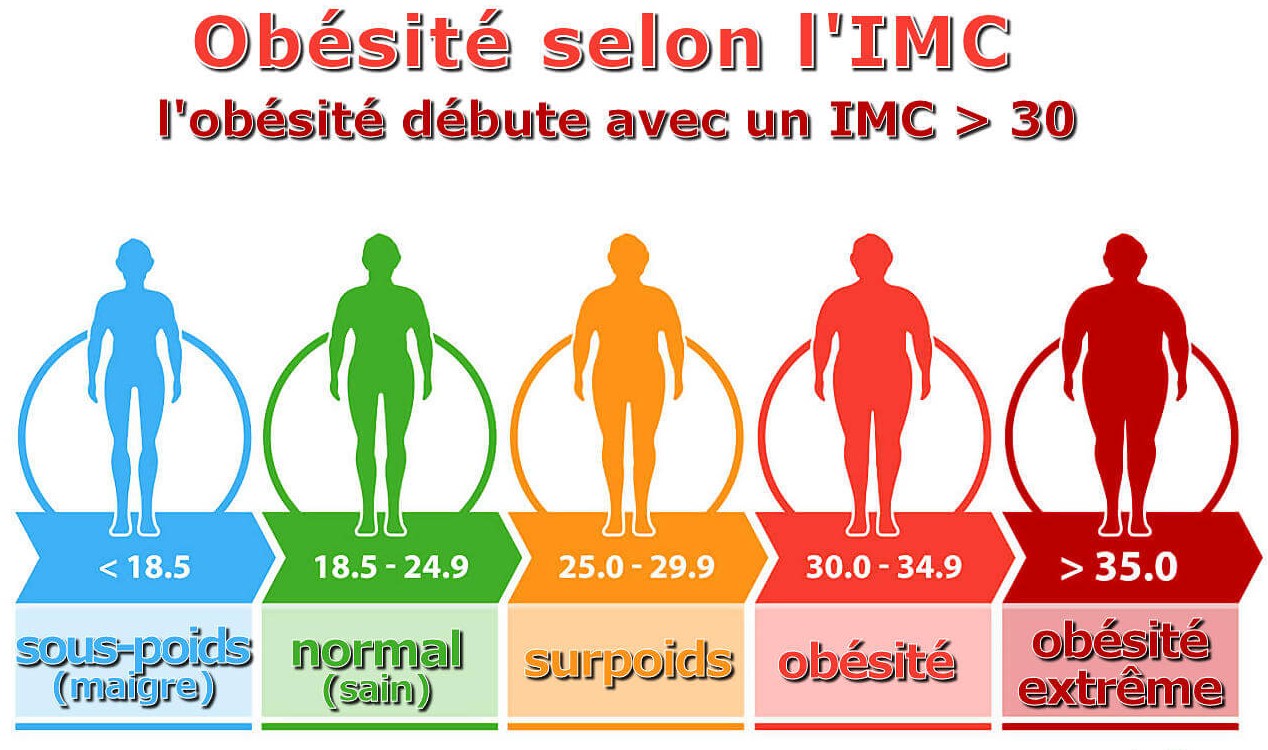 Obésité selon l'IMC
l'obésité débute avec un IMC > 30
< 18.5
18.5 - 24.9
25.0 - 29.9
30.0 - 34.9
> 35.0
sous-poids
(maigre)
normal
(sain)
surpoids
obésité
obésité
extrême